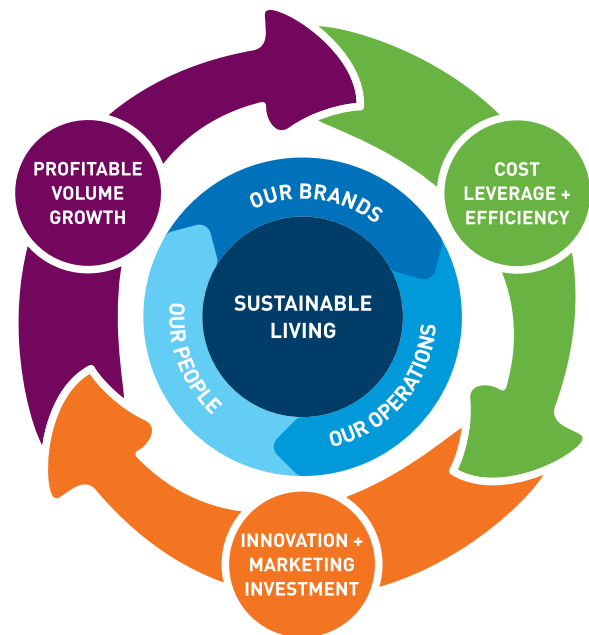 PROFITABLE
VOLUME
GROWTH
COST
LEVERAGE +
EFFICIENCY
OUR BRANDS
SUSTAINABLE
LIVING
OUR PEOPLE
OUR OPERATIONS
INNOVATION +
MARKETING
INVESTMENT